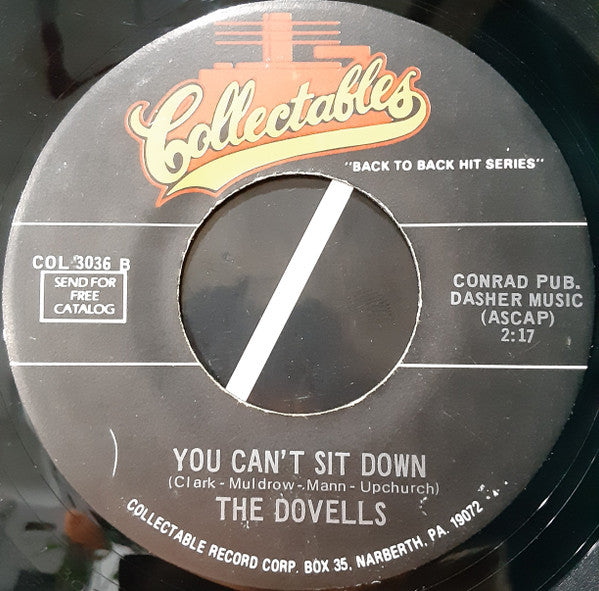 Collectables
"BACK TO BACK HIT SERIES"
COL 3036 B
SEND FOR
FREE
CATALOG
CONRAD PUB.
DASHER MUSIC
(ASCAP)
2:17
YOU CAN'T SIT DOWN
(Clark - Muldrow - Mann - Upchurch)
THE DOVELLS
COLLECTABLE RECORD CORP. BOX 35, NARBERTH, PA. 19072